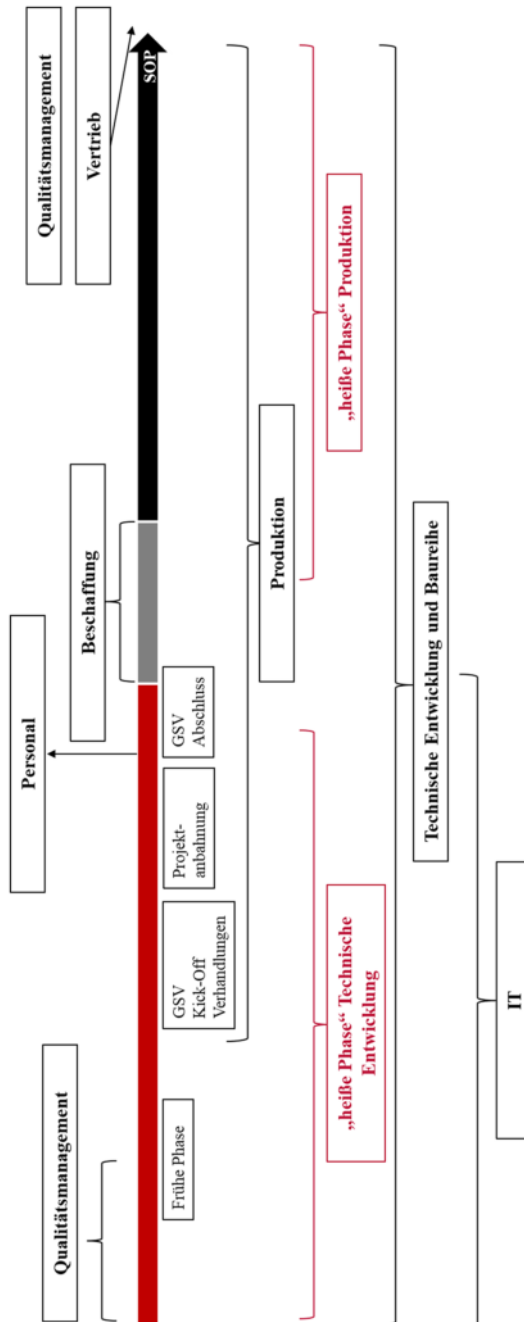 Qualitätsmanagement
Personal
Qualitätsmanagement
Beschaffung
Vertrieb
SOP
Frühe Phase
GSV
Kick-Off
Verhandlungen
Projekt-
anbahnung
GSV
Abschluss
Produktion
„heiße Phase“ Technische
Entwicklung
„heiße Phase“ Produktion
Technische Entwicklung und Baureihe
IT